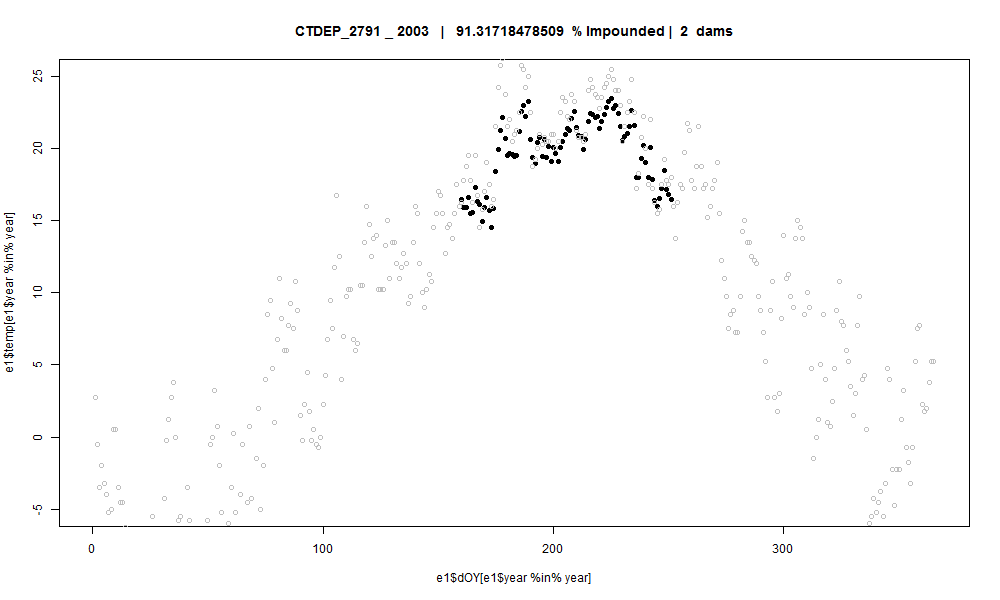 CTDEP_2791 _ 2003 | 91.31718478509 % Impounded | 2 dams
25
20
15
10
5
0
-5
e1$temp[e1$year %in% year]
0 100 200 300
e1$dOY[e1$year %in% year]